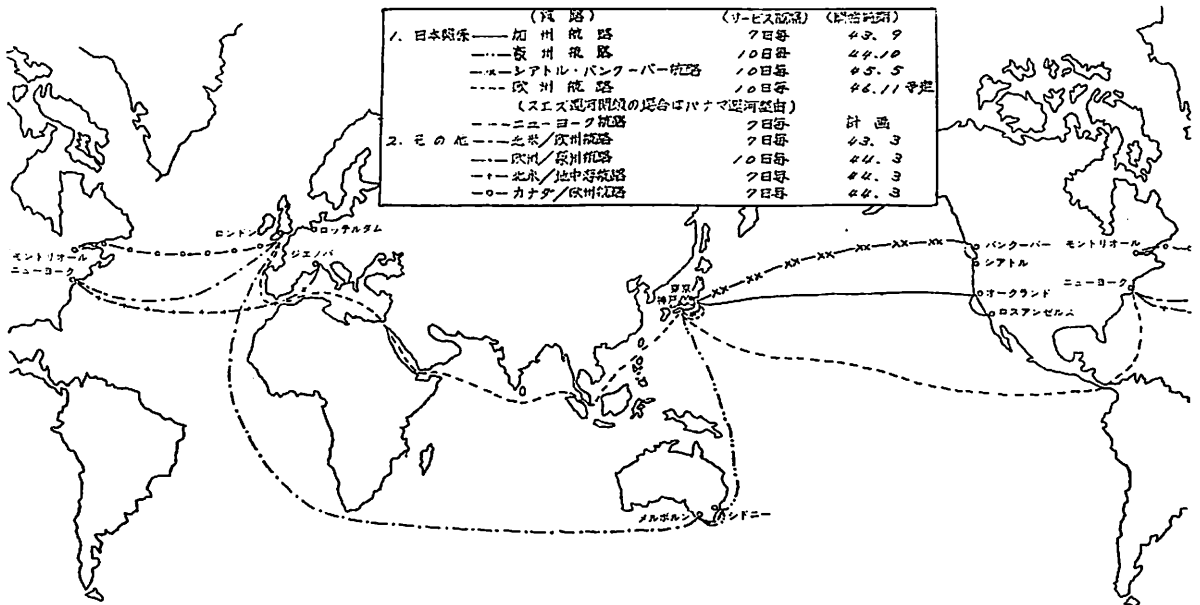 (航路) (サービス間隔) (開始時期)
1. 日本関係 —— 加州航路 7日毎 43.9
豪州航路 10日毎 44.10
シアトル・バンクーバー航路 10日毎 45.5
欧州航路 10日毎 46.11予定
(スエズ運河閉鎖の場合はパナマ運河経由)
ニューヨーク航路 7日毎 計画
2. その他 北米/欧州航路 7日毎 43.3
欧州/豪州航路 10日毎 44.3
北米/地中海航路 7日毎 44.3
カナダ/欧州航路 7日毎 44.3
ロンドン
ロッテルダム
モントリオール
ジエノバ
ニューヨーク
東京
神戸
バンクーバー
モントリオール
シアトル
ニューヨーク
オークランド
ロスアンゼルス
メルボルン
シドニー